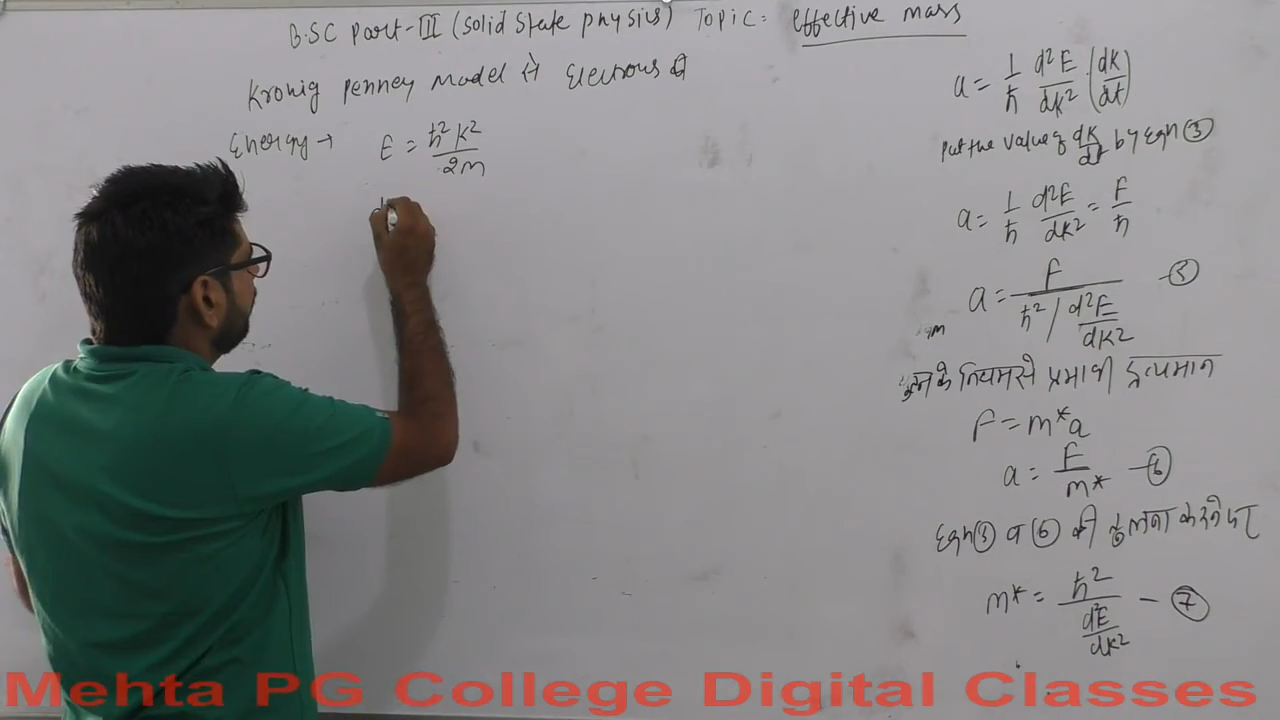 B.SC Part-III (Solid State physics) Topic: effective mass
Kronig Penney Model में Electrons की
Energy → E = ħ²k²/2m
a = 1/ħ d²E/dk² (dk/dt)
Put the value of dk/dt by Eqn (3)
a = 1/ħ d²E/dk² = F/ħ
a = F/(ħ² / d²E/dk²) - (5)
के नियम से प्रभावी द्रव्यमान
F = m*a
a = F/m* - (6)
Eqn (5) व (6) की तुलना करने पर
m* = ħ²/(d²E/dk²) - (7)
Mehta PG College Digital Classes